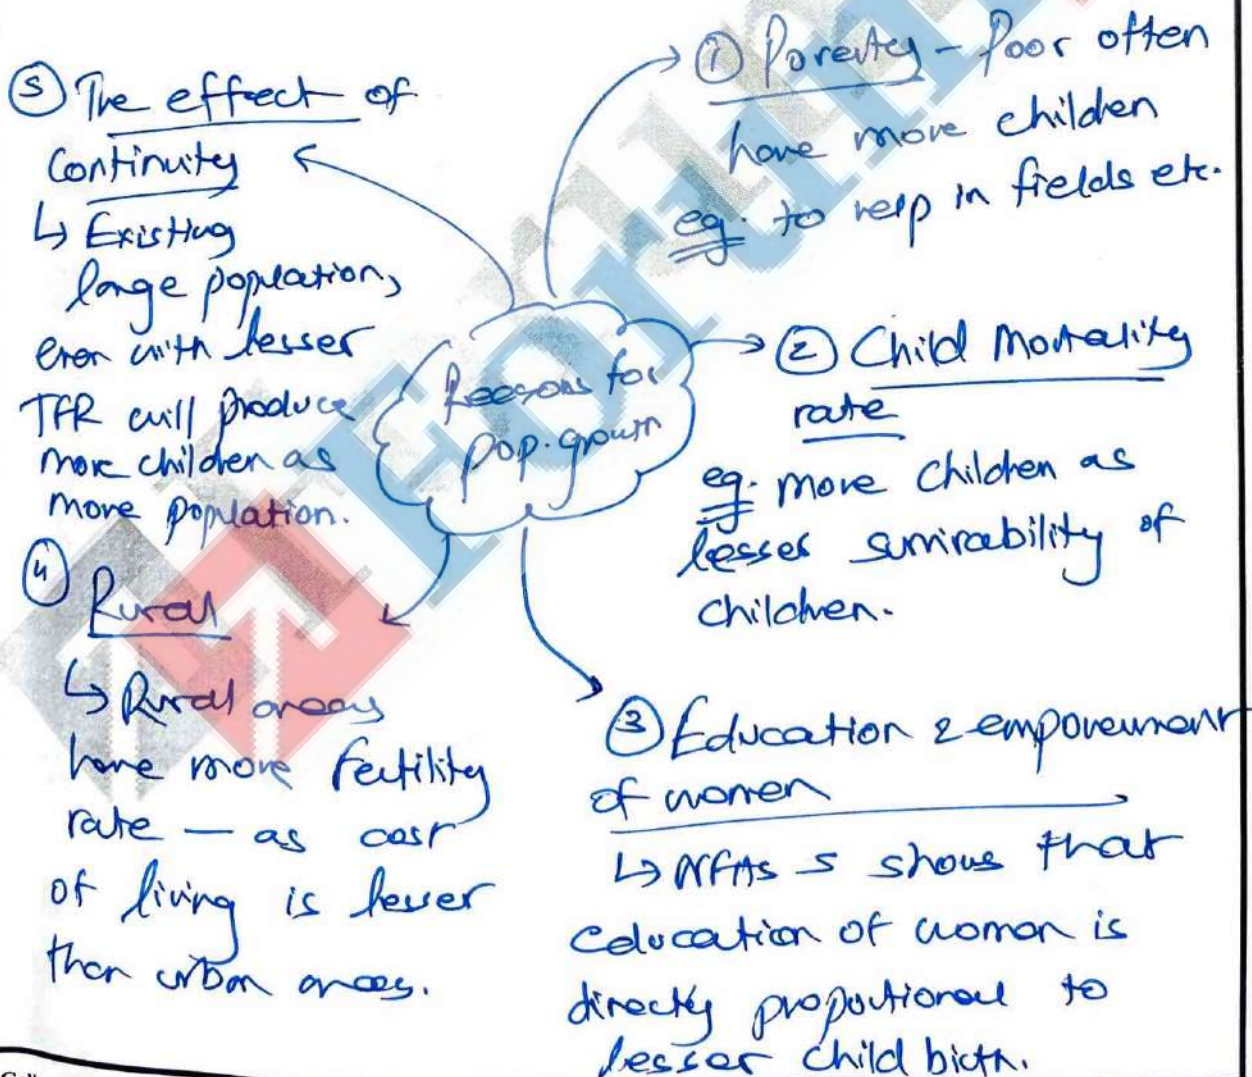 Reasons for
pop. growth
① Poverty - Poor often
have more children
eg. to help in fields etc.
② Child Mortality
rate
eg. more children as
lesser survivability of
children.
③ Education & empowerment
of women
↳ NFHS 5 shows that
education of woman is
directly proportional to
lesser child birth.
④ Rural
↳ Rural areas
have more fertility
rate — as cost
of living is lesser
than urban areas.
⑤ The effect of
Continuity
↳ Existing
large population,
even with lesser
TFR will produce
more children as
more population.
Forum